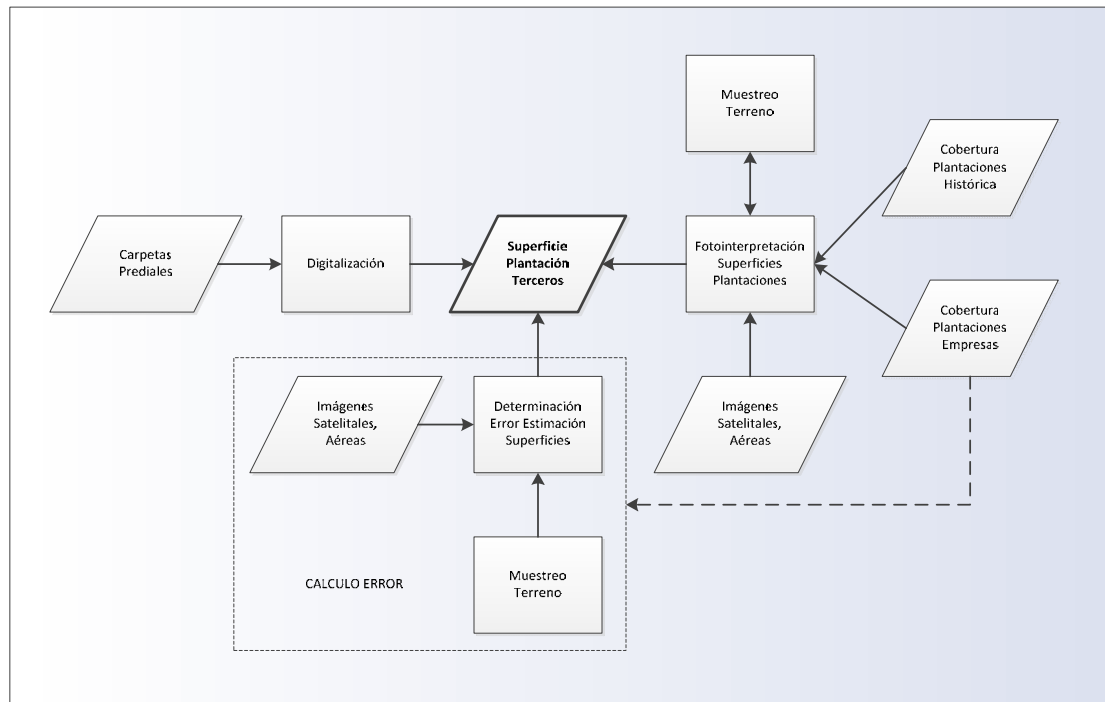 Muestreo
Terreno
Cobertura
Plantaciones
Histórica
Carpetas
Prediales
Digitalización
Superficie
Plantación
Terceros
Fotointerpretación
Superficies
Plantaciones
Cobertura
Plantaciones
Empresas
Imágenes
Satelitales,
Aéreas
Determinación
Error Estimación
Superficies
Imágenes
Satelitales,
Aéreas
CALCULO ERROR
Muestreo
Terreno